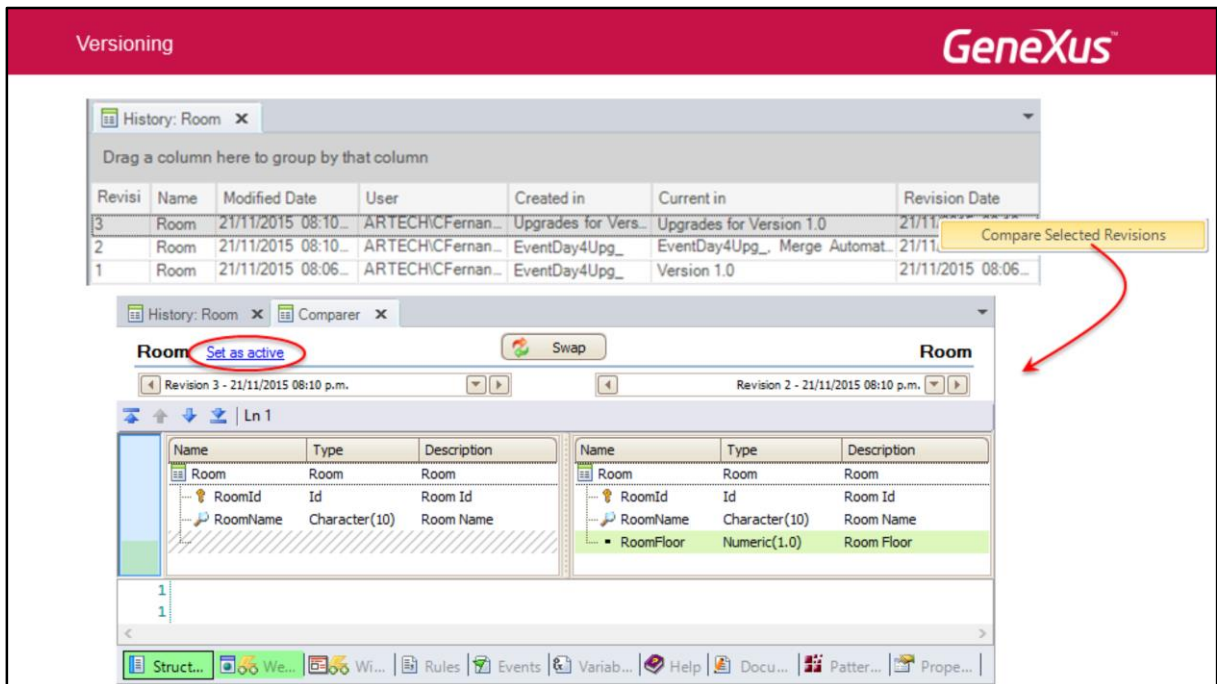 Versioning
GeneXus™
History: Room X
Drag a column here to group by that column
Revisi Name Modified Date User Created in Current in Revision Date
3 Room 21/11/2015 08:10... ARTECH\CFernan... Upgrades for Vers... Upgrades for Version 1.0 21/11
Compare Selected Revisions
2 Room 21/11/2015 08:10... ARTECH\CFernan... EventDay4Upg_ EventDay4Upg_, Merge Automat... 21/11
1 Room 21/11/2015 08:06... ARTECH\CFernan... EventDay4Upg_ Version 1.0 21/11/2015 08:06...
History: Room X Comparer X
Room Set as active Swap Room
Revision 3 - 21/11/2015 08:10 p.m. Revision 2 - 21/11/2015 08:10 p.m.
Ln 1
Name Type Description Name Type Description
Room Room Room Room Room Room
RoomId Id Room Id RoomId Id Room Id
RoomName Character(10) Room Name RoomName Character(10) Room Name
RoomFloor Numeric(1.0) Room Floor
1
1
Struct... We... Wi... Rules Events Variab... Help Docu... Patter... Prope...